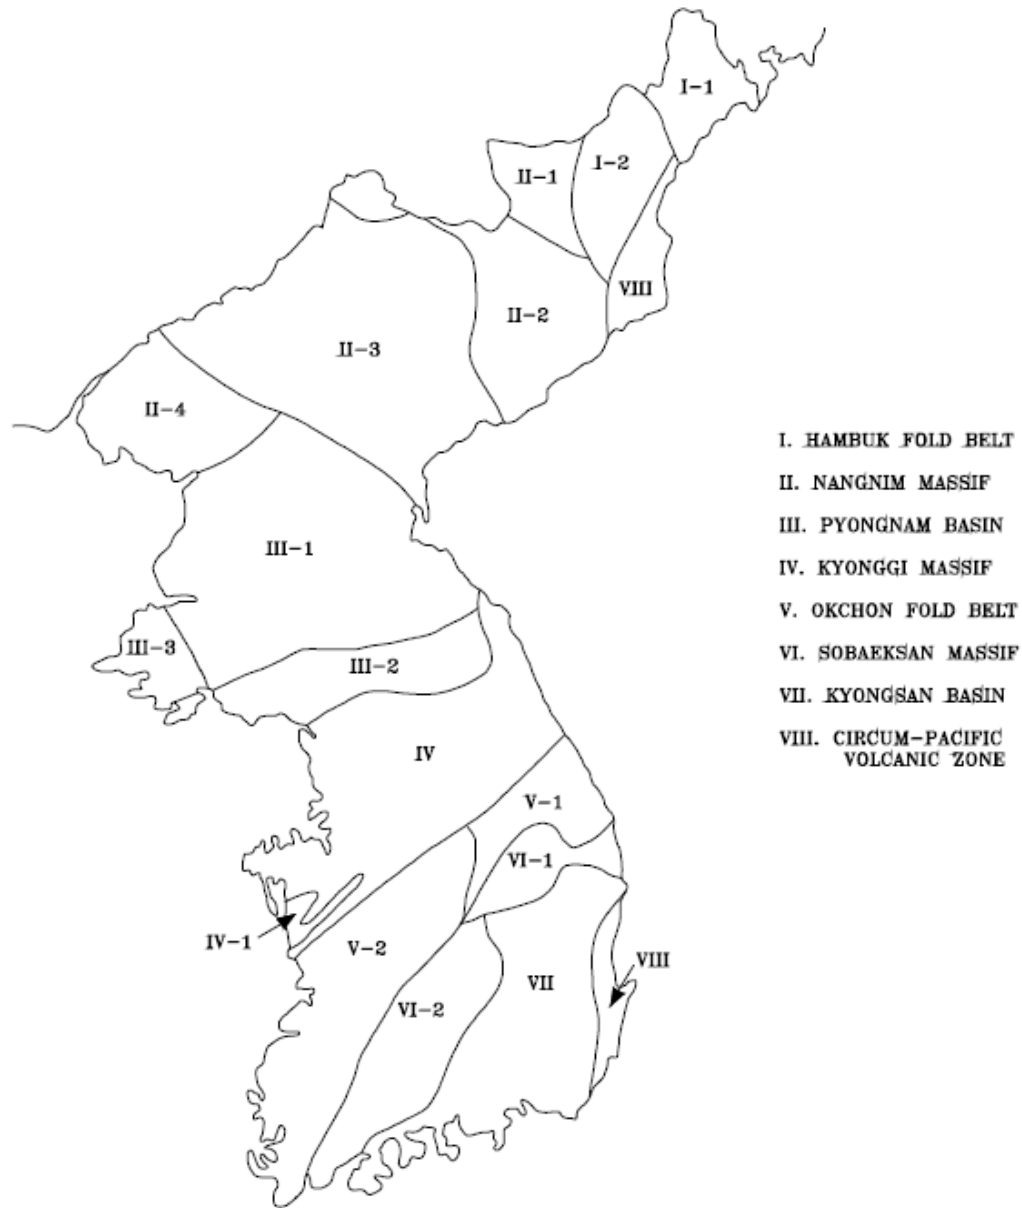 I-1
I-2
II-1
VIII
II-2
II-3
II-4
I. HAMBUK FOLD BELT
II. NANGNIM MASSIF
III. PYONGNAM BASIN
IV. KYONGGI MASSIF
V. OKCHON FOLD BELT
VI. SOBAEKSAN MASSIF
VII. KYONGSAN BASIN
VIII. CIRCUM-PACIFIC
VOLCANIC ZONE
III-1
III-3
III-2
IV
V-1
VI-1
IV-1
V-2
VIII
VII
VI-2